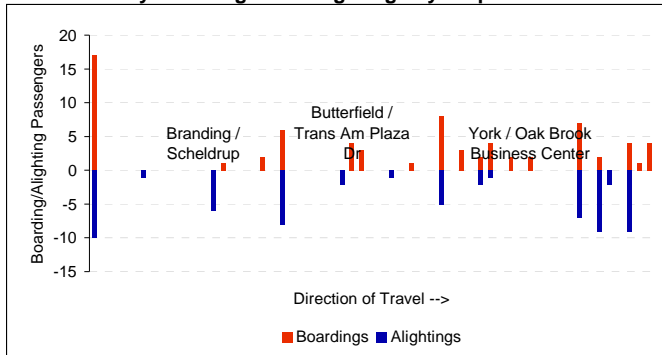 Boarding/Alighting Passengers
20
15
10
5
0
-5
-10
-15
Branding /
Scheldrup
Butterfield /
Trans Am Plaza
Dr
York / Oak Brook
Business Center
Direction of Travel -->
Boardings
Alightings